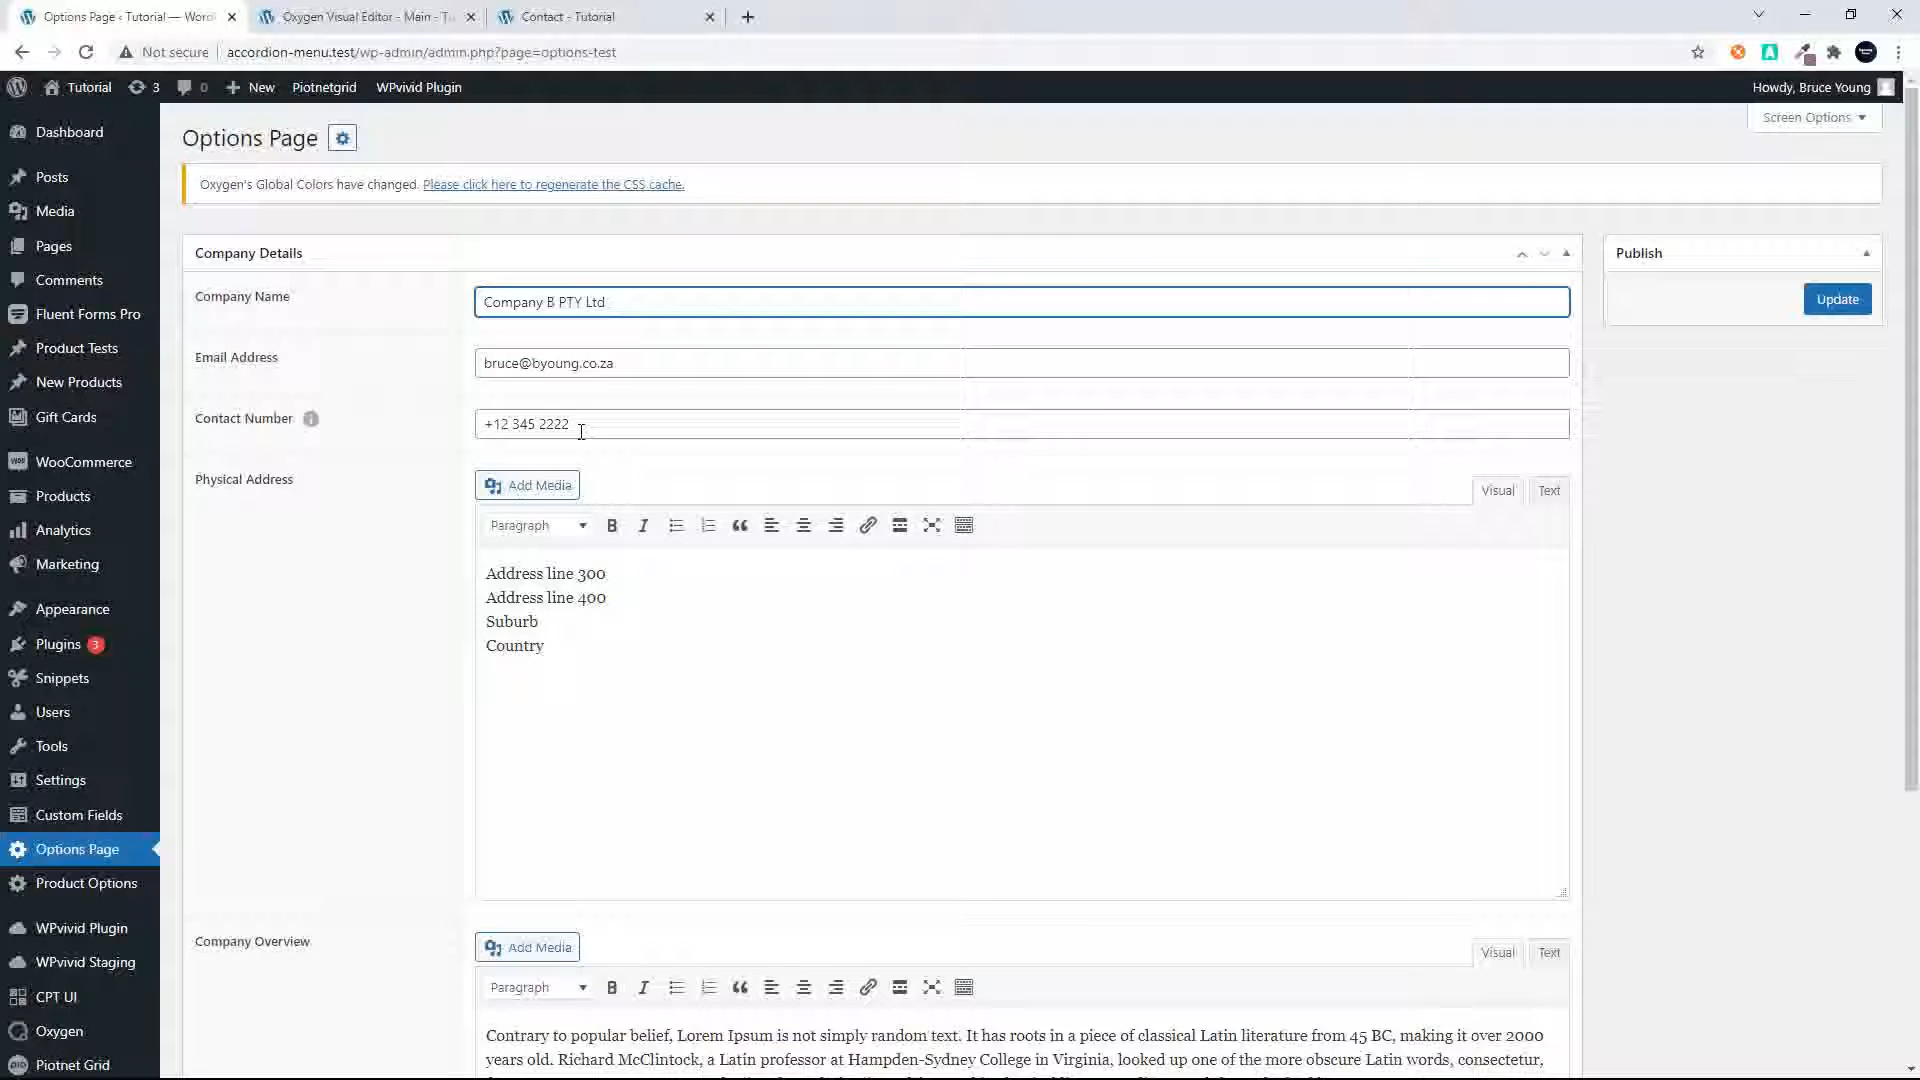 Options Page ‹ Tutorial — Word
Oxygen Visual Editor - Main - Tu
Contact - Tutorial
Not secure
accordion-menu.test/wp-admin/admin.php?page=options-test
Tutorial
3
0
New
Piotnetgrid
WPvivid Plugin
Howdy, Bruce Young
Dashboard
Posts
Media
Pages
Comments
Fluent Forms Pro
Product Tests
New Products
Gift Cards
WooCommerce
Products
Analytics
Marketing
Appearance
Plugins 3
Snippets
Users
Tools
Settings
Custom Fields
Options Page
Product Options
WPvivid Plugin
WPvivid Staging
CPT UI
Oxygen
Piotnet Grid
Screen Options
Options Page
Oxygen's Global Colors have changed. Please click here to regenerate the CSS cache.
Company Details
Company Name
Company B PTY Ltd
Email Address
bruce@byoung.co.za
Contact Number
+12 345 2222
Physical Address
Add Media
Visual
Text
Paragraph
Address line 300
Address line 400
Suburb
Country
Company Overview
Add Media
Visual
Text
Paragraph
Contrary to popular belief, Lorem Ipsum is not simply random text. It has roots in a piece of classical Latin literature from 45 BC, making it over 2000
years old. Richard McClintock, a Latin professor at Hampden-Sydney College in Virginia, looked up one of the more obscure Latin words, consectetur,
Publish
Update